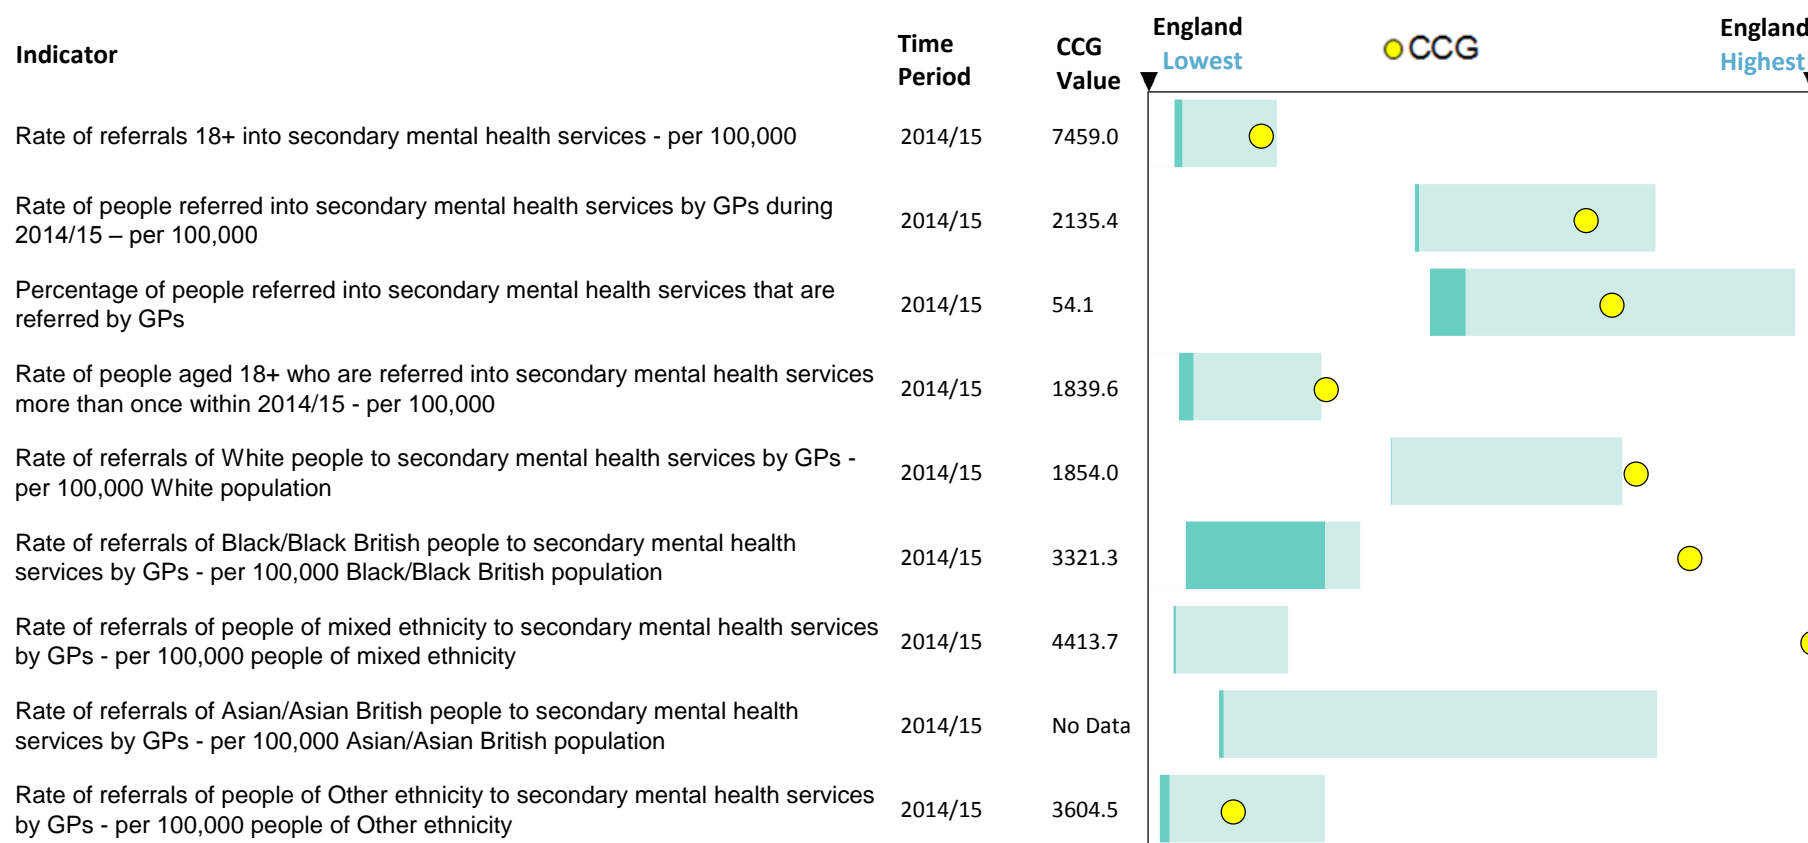 Indicator
Time Period
CCG Value
England Lowest
CCG
England Highest
Rate of referrals 18+ into secondary mental health services - per 100,000
2014/15
7459.0
Rate of people referred into secondary mental health services by GPs during
2014/15 – per 100,000
2014/15
2135.4
Percentage of people referred into secondary mental health services that are
referred by GPs
2014/15
54.1
Rate of people aged 18+ who are referred into secondary mental health services
more than once within 2014/15 - per 100,000
2014/15
1839.6
Rate of referrals of White people to secondary mental health services by GPs -
per 100,000 White population
2014/15
1854.0
Rate of referrals of Black/Black British people to secondary mental health
services by GPs - per 100,000 Black/Black British population
2014/15
3321.3
Rate of referrals of people of mixed ethnicity to secondary mental health services
by GPs - per 100,000 people of mixed ethnicity
2014/15
4413.7
Rate of referrals of Asian/Asian British people to secondary mental health
services by GPs - per 100,000 Asian/Asian British population
2014/15
No Data
Rate of referrals of people of Other ethnicity to secondary mental health services
by GPs - per 100,000 people of Other ethnicity
2014/15
3604.5